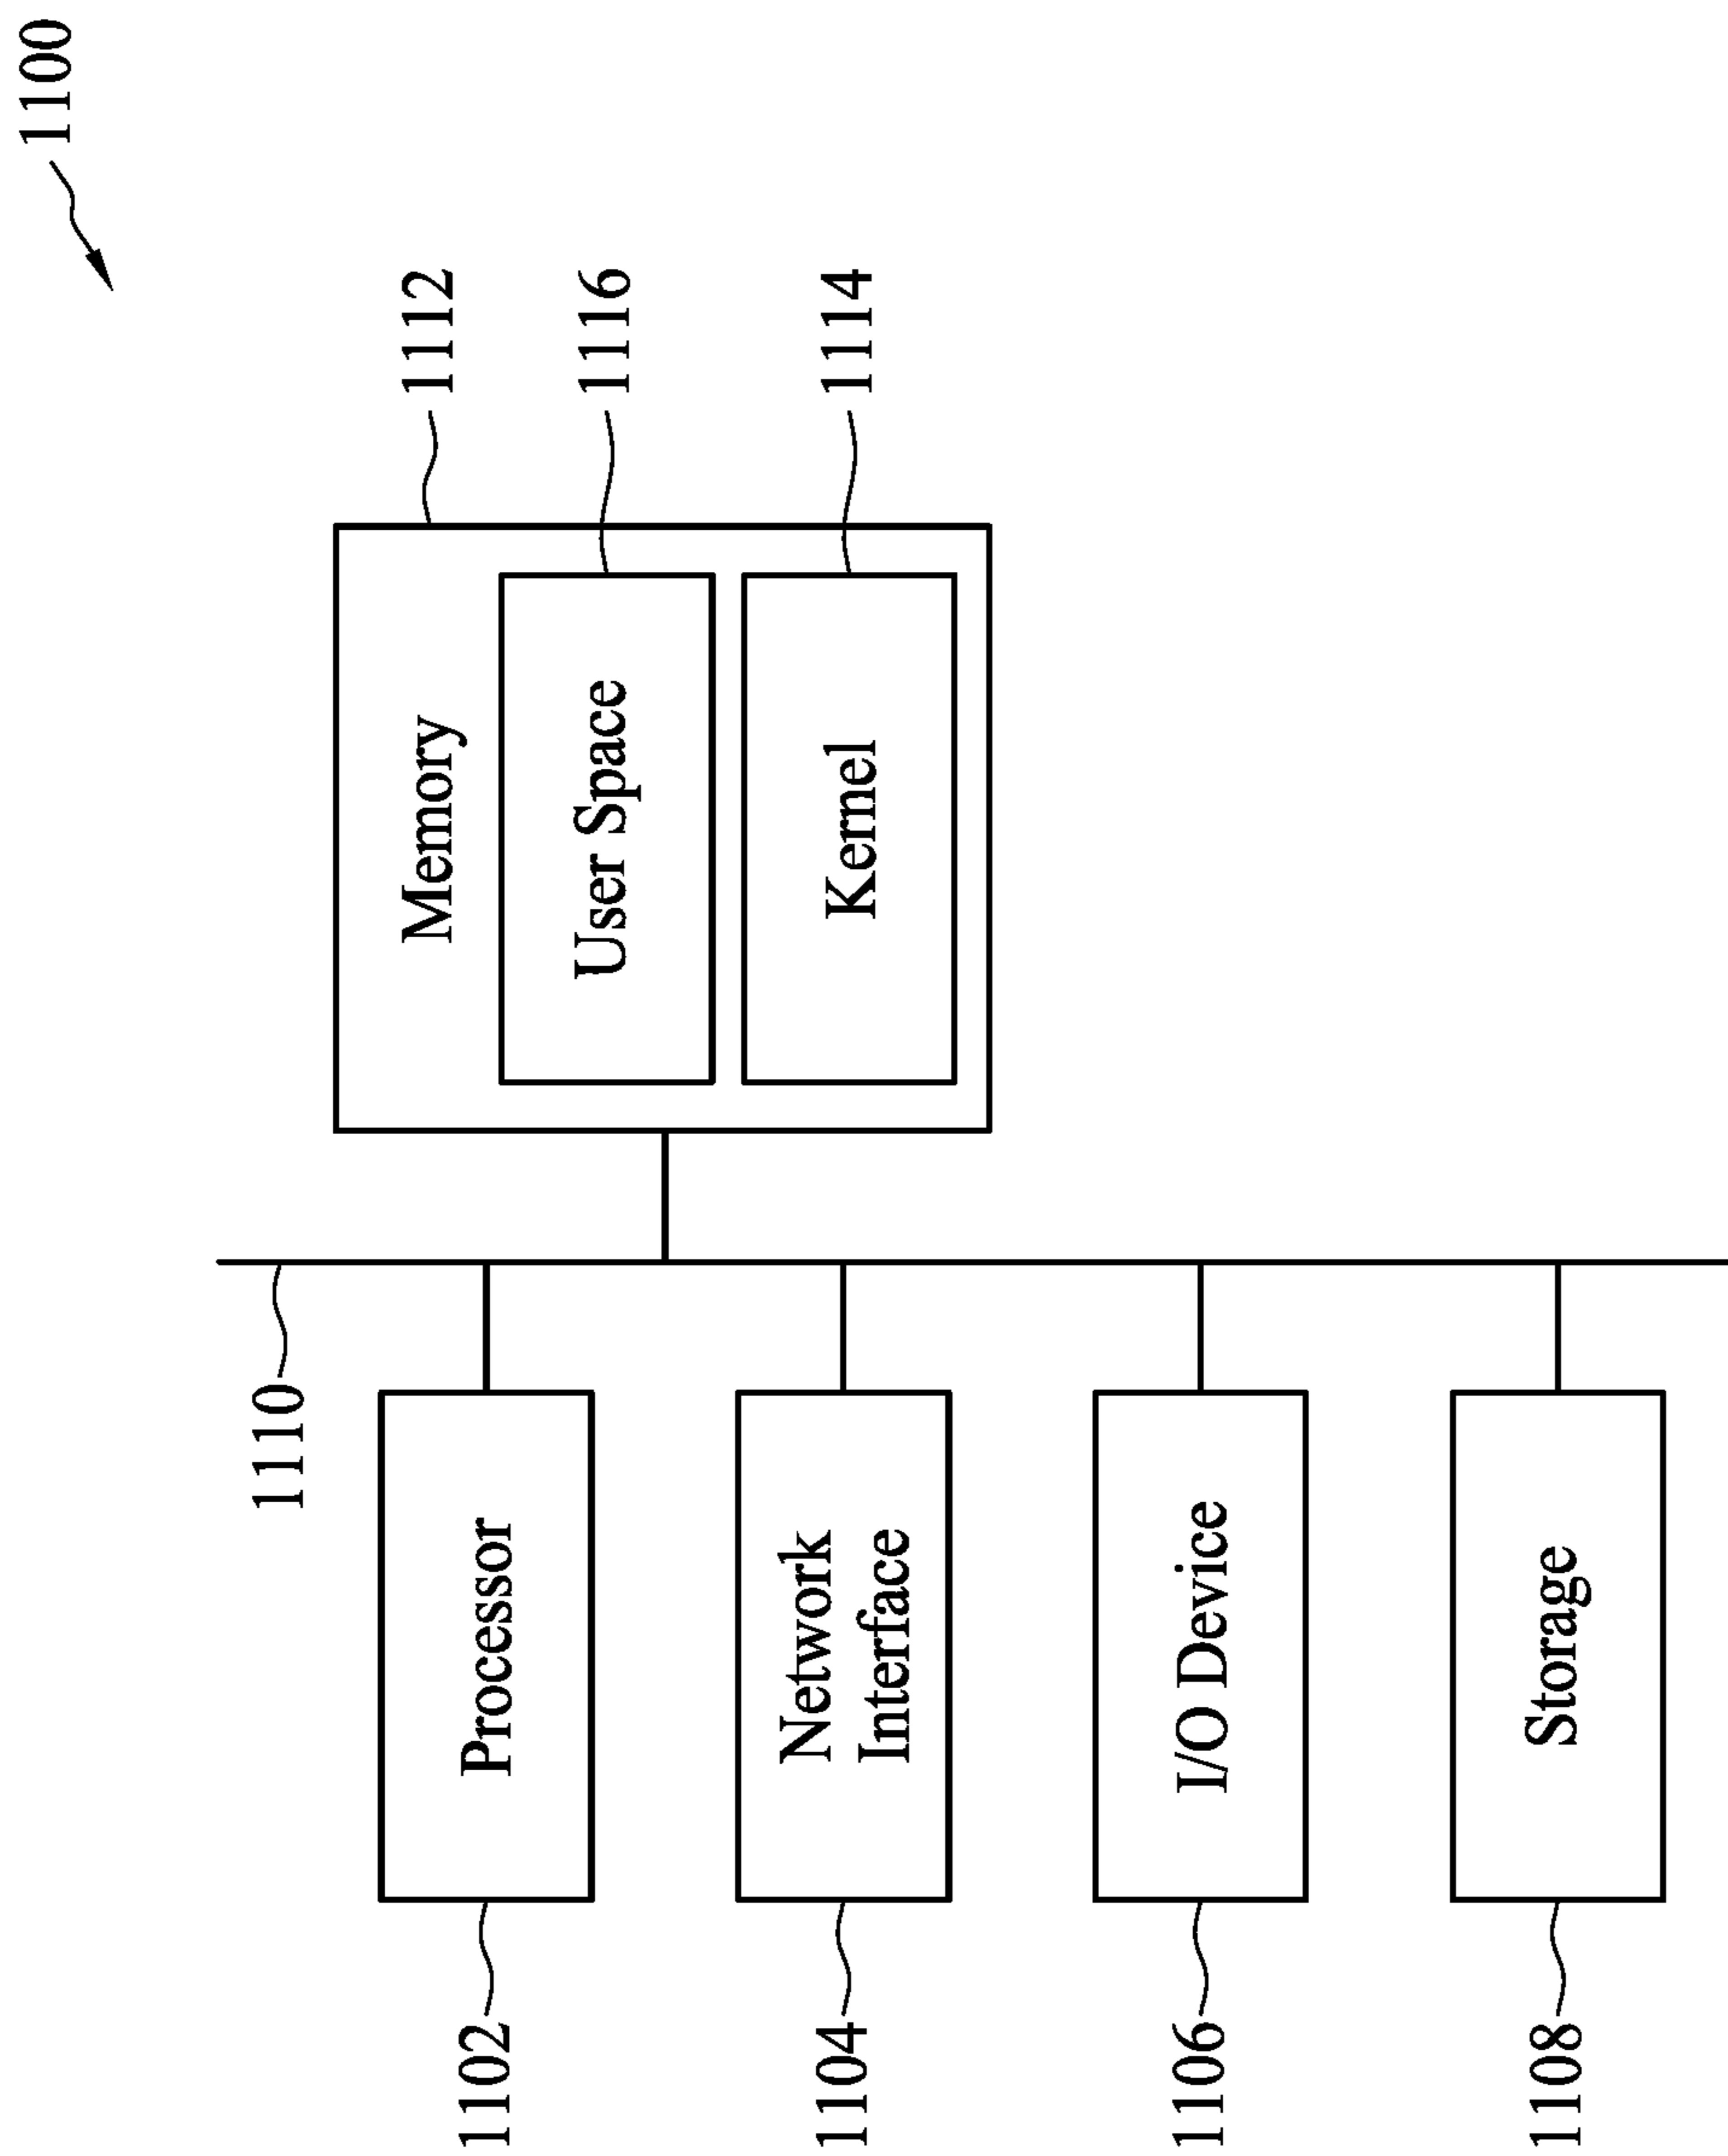 1100
1112
1116
1114
Memory
User Space
Kernel
1110
Processor
Network
Interface
I/O Device
Storage
1102
1104
1106
1108